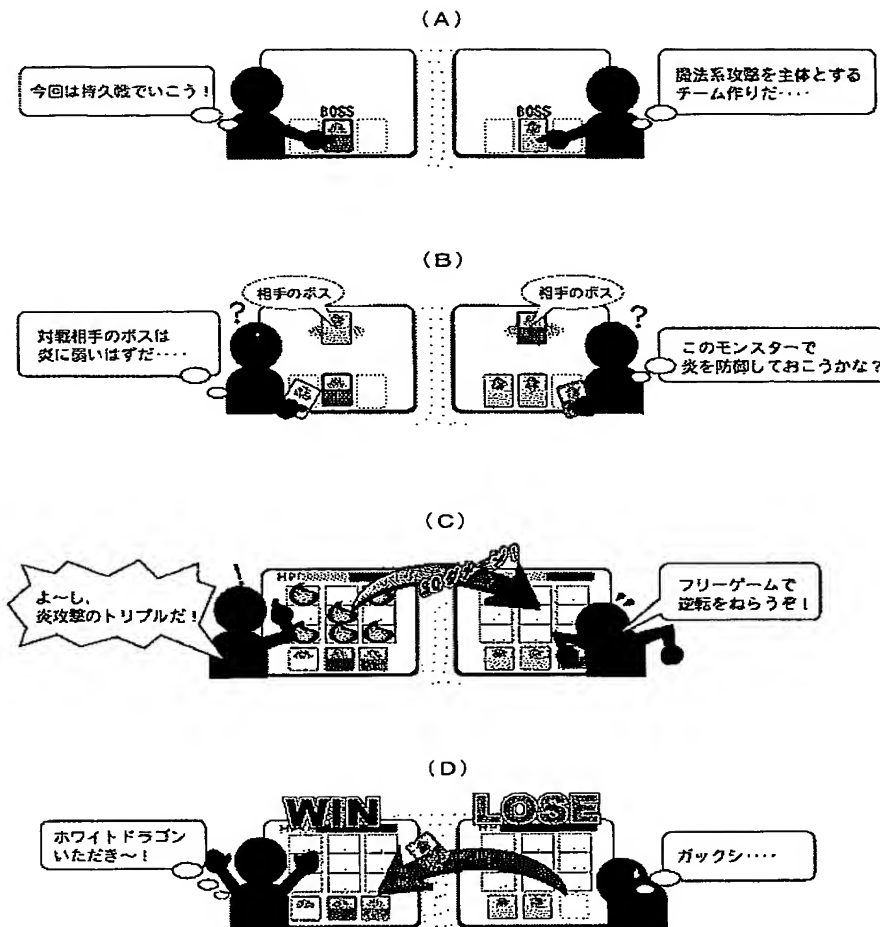 (A)
今回は持久戦でいこう！
BOSS
BOSS
魔法系攻撃を主体とする
チーム作りだ‥‥
(B)
相手のボス
相手のボス
?
?
対戦相手のボスは
炎に弱いはずだ‥‥
このモンスターで
炎を防御しておこうかな？
(C)
よ～し、
炎攻撃のトリプルだ！
HP
フリーゲームで
逆転をねらうぞ！
(D)
WIN
LOSE
ホワイトドラゴン
いただき～！
ガックシ‥‥